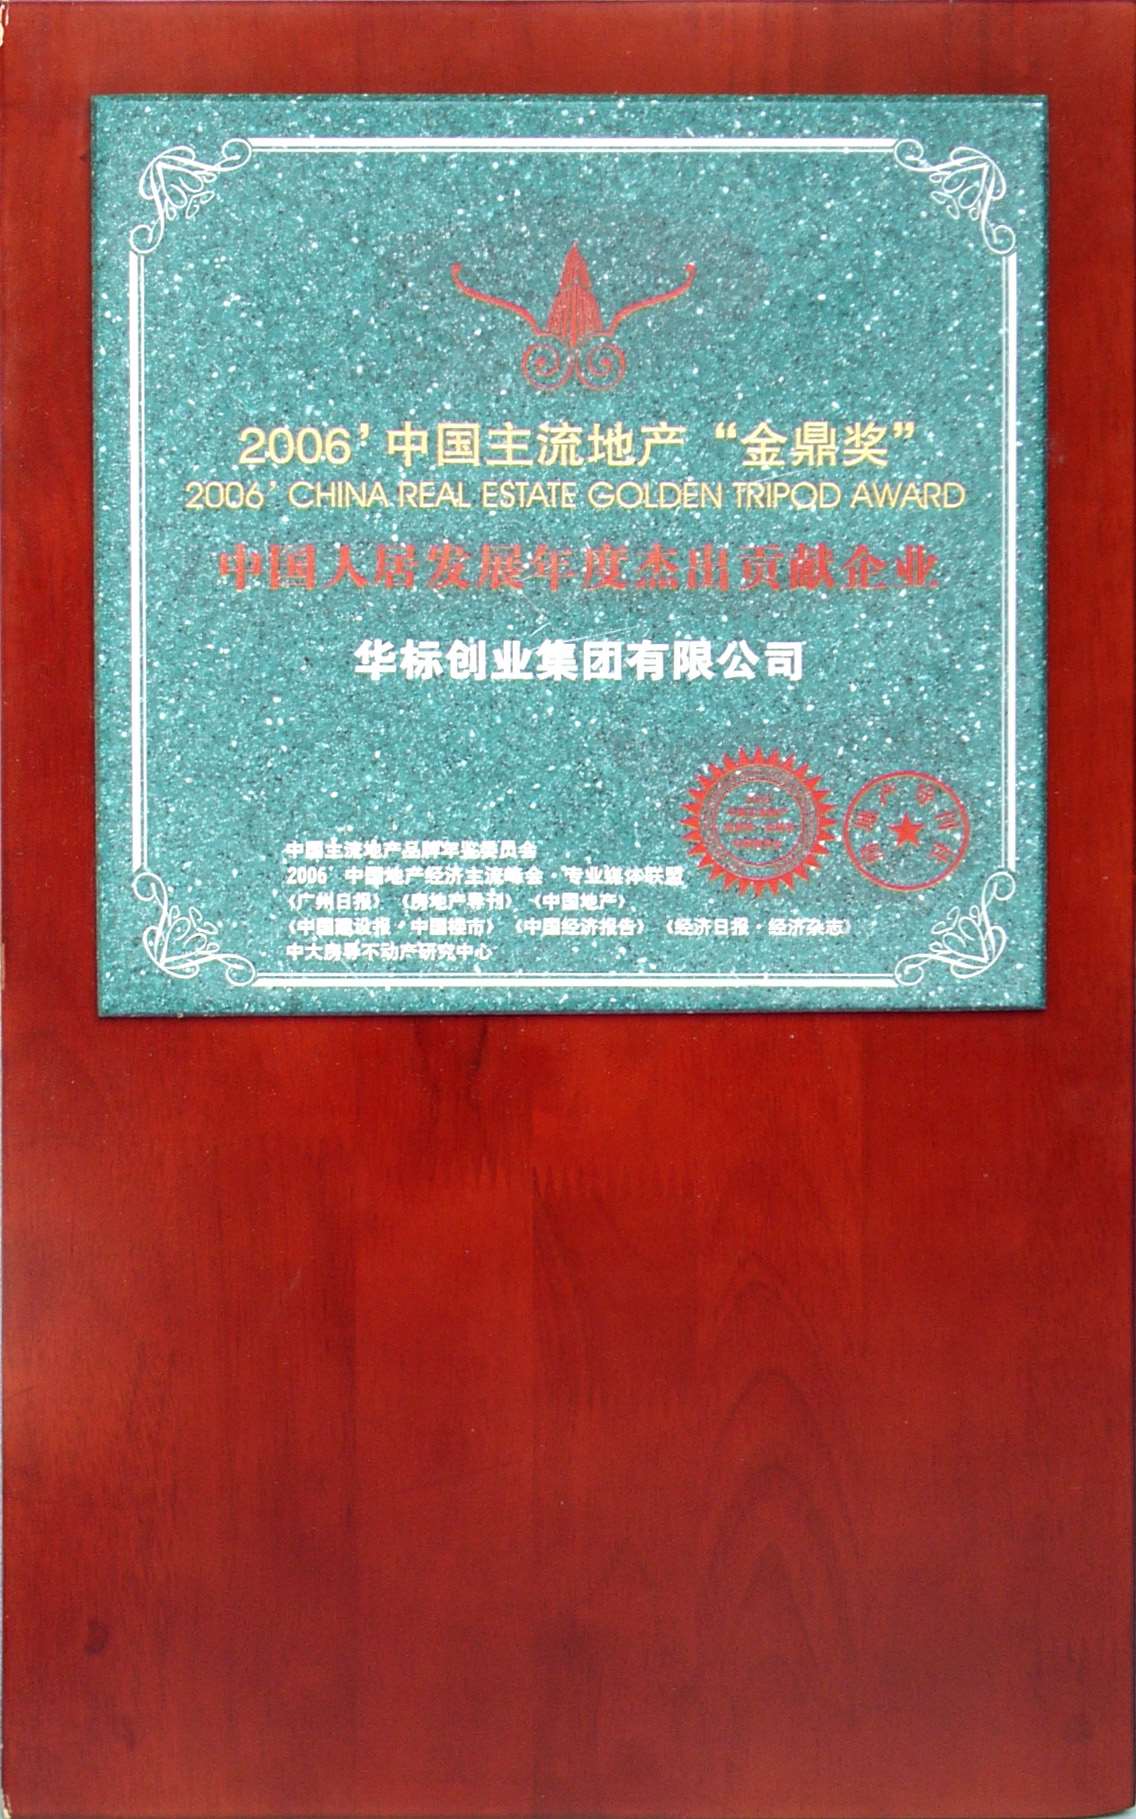 2006’中国主流地产“金鼎奖”
2006’ CHINA REAL ESTATE GOLDEN TRIPOD AWARD
中国人居发展年度杰出贡献企业
华标创业集团有限公司
中国主流地产品牌年鉴委员会
2006’中国地产经济主流峰会·专业媒体联盟
《广州日报》《房地产导刊》《中国地产》
《中国建设报·中国楼市》《中国经济报告》《经济日报·经济杂志》
中大房导不动产研究中心